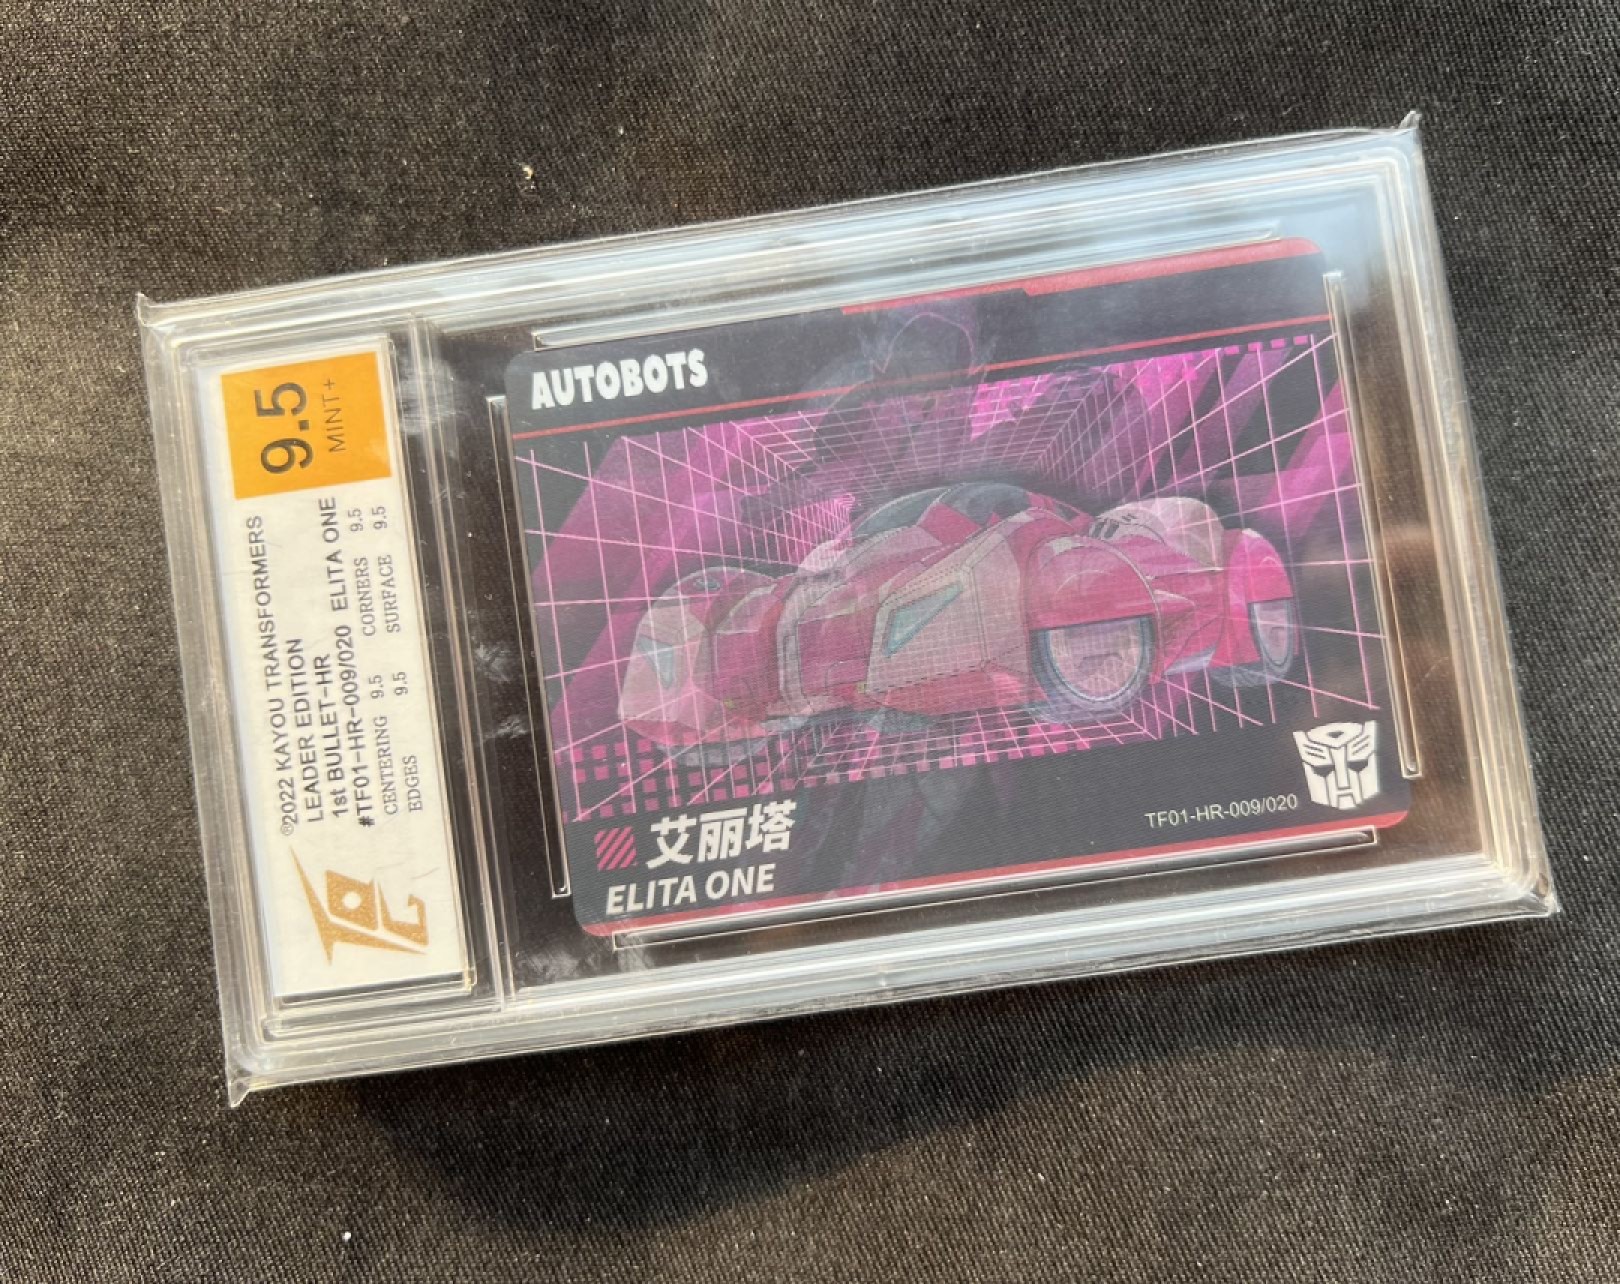 9.5
MINT+
©2022 KAYOU TRANSFORMERS
LEADER EDITION
1st BULLET-HR
#TF01-HR-009/020 ELITA ONE
CENTERING 9.5 CORNERS 9.5
EDGES 9.5 SURFACE 9.5
AUTOBOTS
艾丽塔
ELITA ONE
TF01-HR-009/020